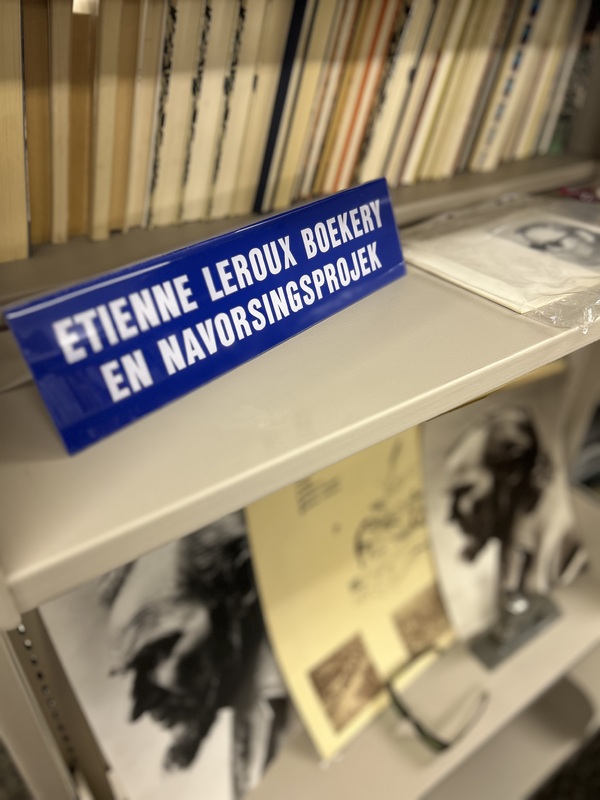 ETIENNE LEROUX BOEKERY
EN NAVORSINGSPROJEK